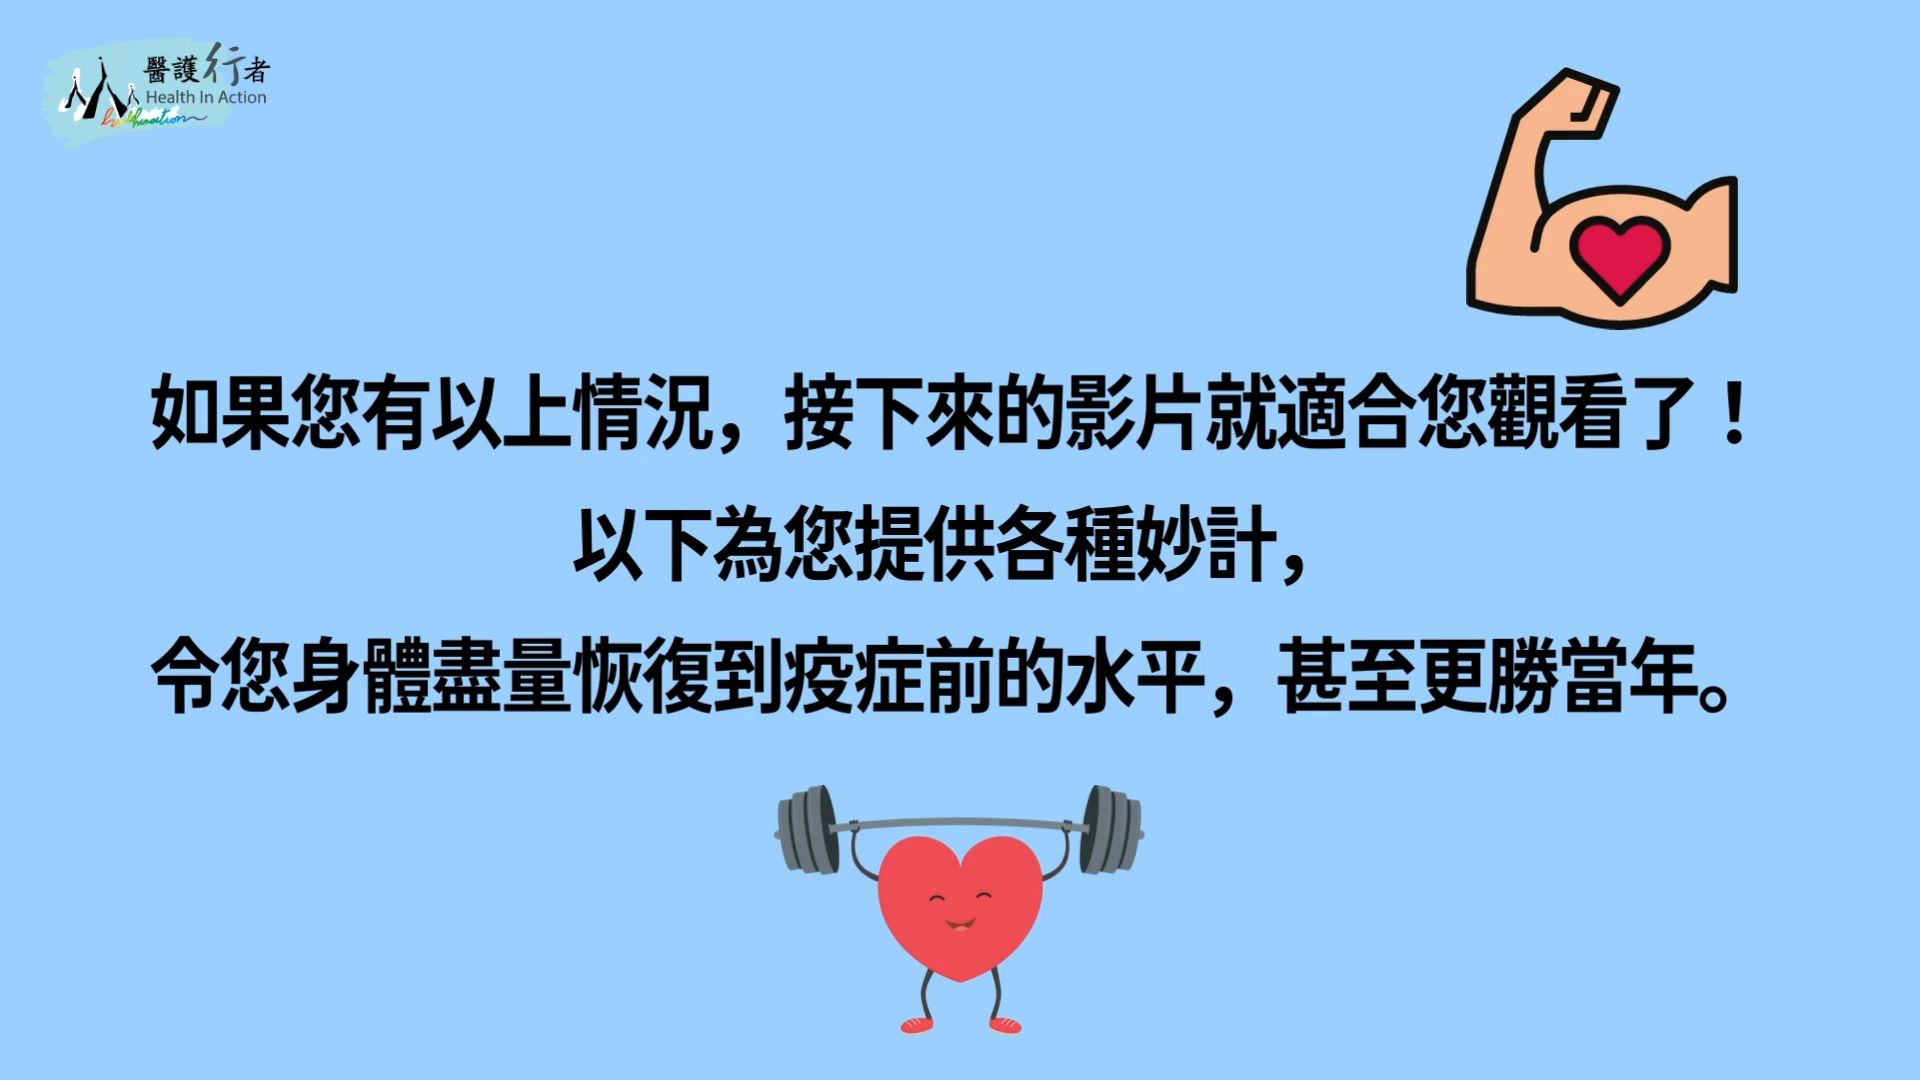 醫護行者
Health In Action
healthinaction
如果您有以上情況，接下來的影片就適合您觀看了！
以下為您提供各種妙計，
令您身體盡量恢復到疫症前的水平，甚至更勝當年。